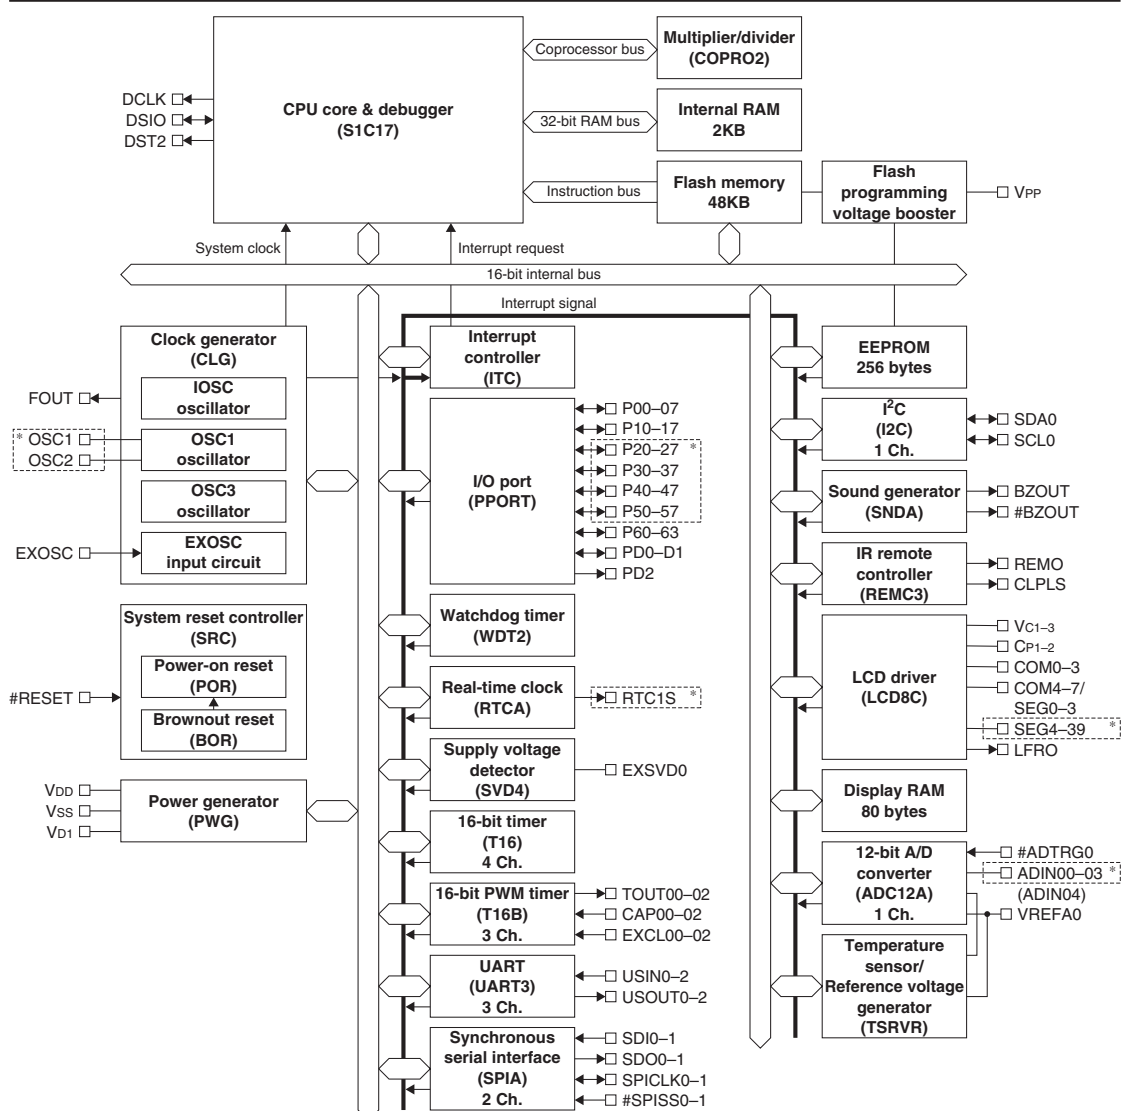 Multiplier/divider
(COPRO2)
Coprocessor bus
DCLK
DSIO
DST2
CPU core & debugger
(S1C17)
32-bit RAM bus
Internal RAM
2KB
Instruction bus
Flash memory
48KB
Flash
programming
voltage booster
VPP
System clock
Interrupt request
16-bit internal bus
Interrupt signal
Clock generator
(CLG)
IOSC
oscillator
OSC1
oscillator
OSC3
oscillator
EXOSC
input circuit
FOUT
* OSC1
OSC2
EXOSC
System reset controller
(SRC)
Power-on reset
(POR)
Brownout reset
(BOR)
#RESET
VDD
VSS
VD1
Power generator
(PWG)
Interrupt
controller
(ITC)
I/O port
(PPORT)
P00–07
P10–17
P20–27 *
P30–37
P40–47
P50–57
P60–63
PD0–D1
PD2
Watchdog timer
(WDT2)
Real-time clock
(RTCA)
RTC1S *
Supply voltage
detector
(SVD4)
EXSVD0
16-bit timer
(T16)
4 Ch.
16-bit PWM timer
(T16B)
3 Ch.
TOUT00–02
CAP00–02
EXCL00–02
UART
(UART3)
3 Ch.
USIN0–2
USOUT0–2
Synchronous
serial interface
(SPIA)
2 Ch.
SDI0–1
SDO0–1
SPICLK0–1
#SPISS0–1
EEPROM
256 bytes
I2C
(I2C)
1 Ch.
SDA0
SCL0
Sound generator
(SNDA)
BZOUT
#BZOUT
IR remote
controller
(REMC3)
REMO
CLPLS
LCD driver
(LCD8C)
VC1–3
CP1–2
COM0–3
COM4–7/
SEG0–3
SEG4–39 *
LFRO
Display RAM
80 bytes
12-bit A/D
converter
(ADC12A)
1 Ch.
#ADTRG0
ADIN00–03 *
(ADIN04)
VREFA0
Temperature
sensor/
Reference voltage
generator
(TSRVR)